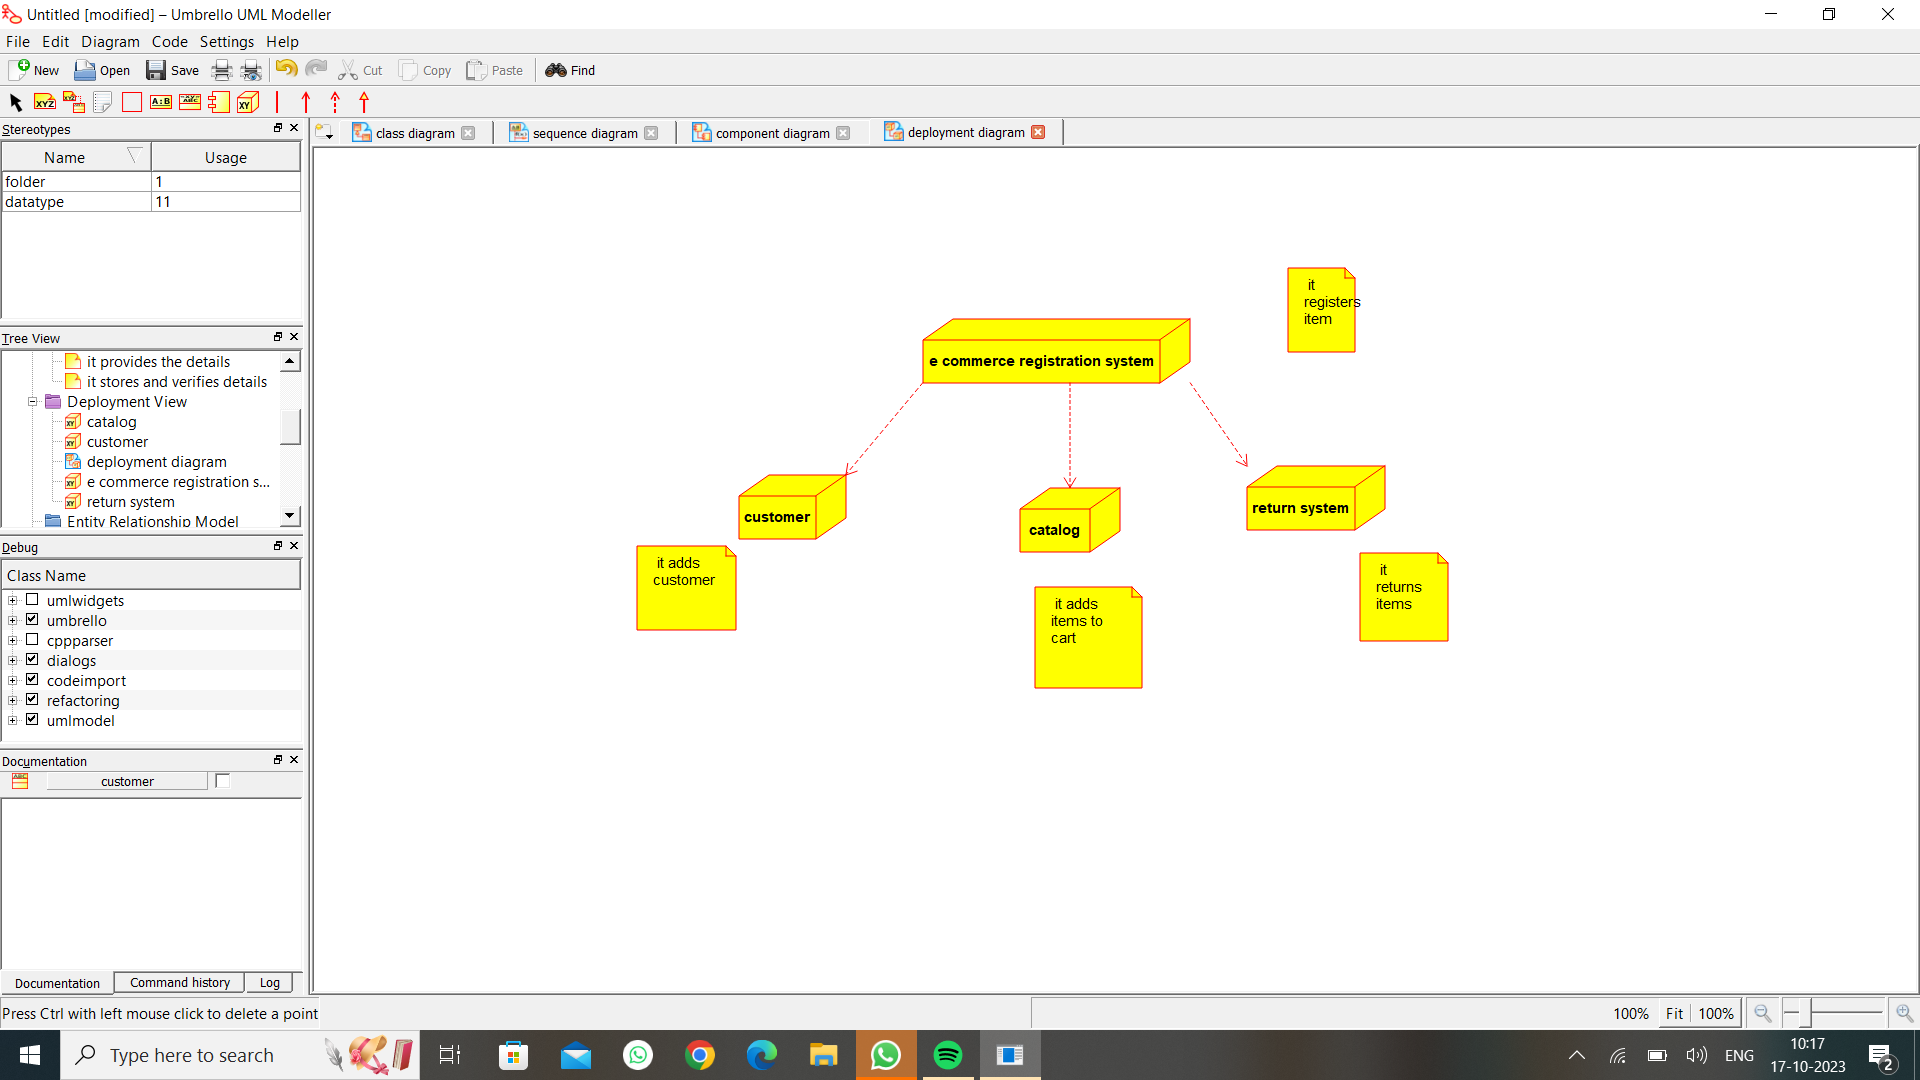 Untitled [modified] – Umbrello UML Modeller
File Edit Diagram Code Settings Help
New Open Save Cut Copy Paste Find
XYZ A:B ABC XY
Stereotypes
Name Usage
folder 1
datatype 11
Tree View
it provides the details
it stores and verifies details
Deployment View
catalog
customer
deployment diagram
e commerce registration s...
return system
Entity Relationship Model
Debug
Class Name
umlwidgets
umbrello
cppparser
dialogs
codeimport
refactoring
umlmodel
Documentation
customer
Documentation Command history Log
class diagram sequence diagram component diagram deployment diagram
it
registers
item
e commerce registration system
customer
catalog
return system
it adds
customer
it adds
items to
cart
it
returns
items
Press Ctrl with left mouse click to delete a point
100% Fit 100%
Type here to search
ENG
10:17
17-10-2023
2